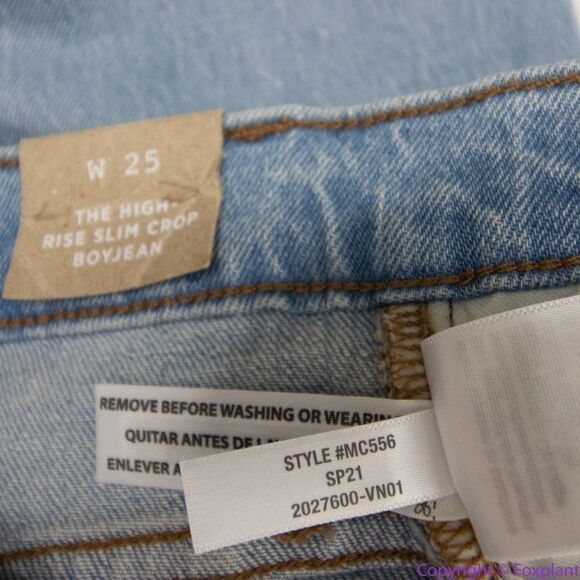 W 25
THE HIGH-
RISE SLIM CROP
BOYJEAN
REMOVE BEFORE WASHING OR
QUITAR ANTES DE
ENLEVER
STYLE #MC556
SP21
2027600-VN01
Copyright © Foxplant